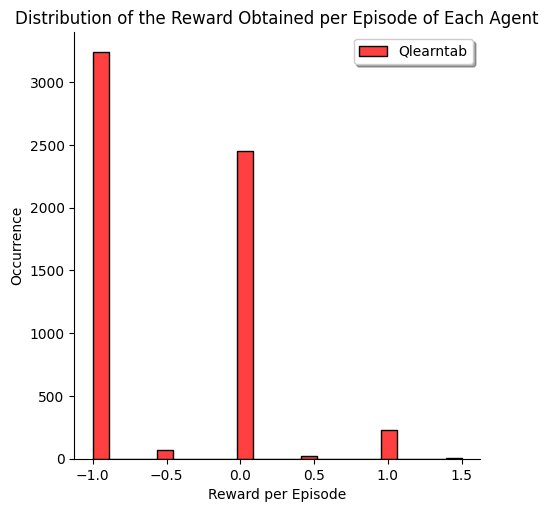 Distribution of the Reward Obtained per Episode of Each Agent
Qlearntab
3000
2500
2000
1500
1000
500
0
Occurrence
−1.0 −0.5 0.0 0.5 1.0 1.5
Reward per Episode